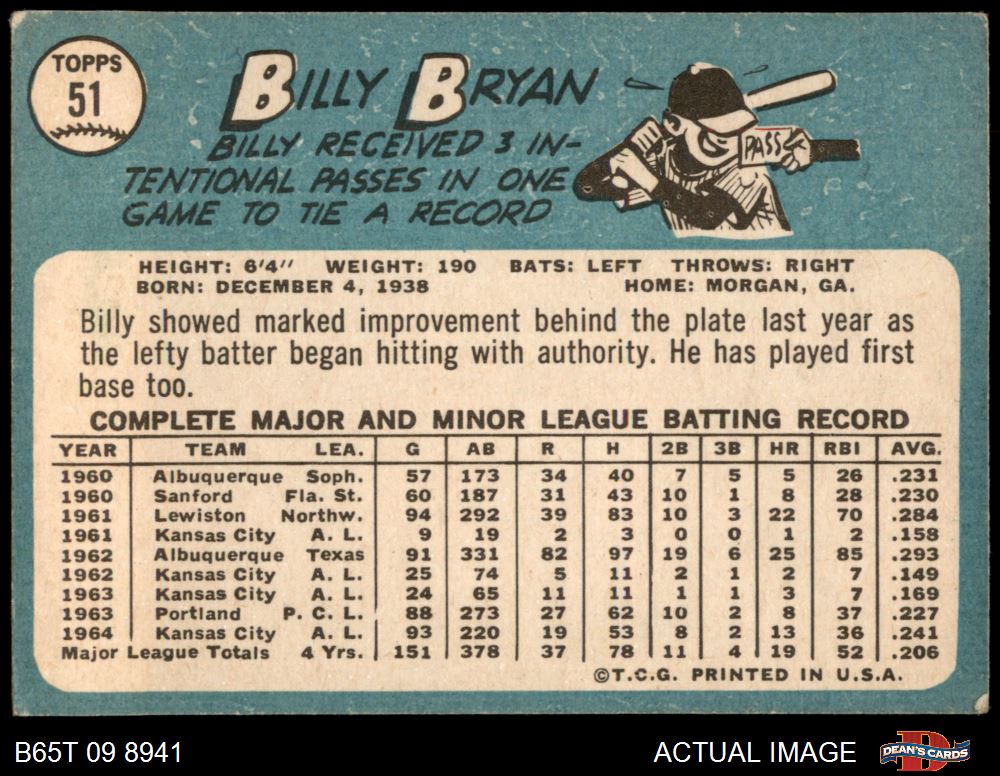 TOPPS
51
BILLY BRYAN
BILLY RECEIVED 3 IN-
TENTIONAL PASSES IN ONE
GAME TO TIE A RECORD
PASS
HEIGHT: 6'4" WEIGHT: 190 BATS: LEFT THROWS: RIGHT
BORN: DECEMBER 4, 1938 HOME: MORGAN, GA.
Billy showed marked improvement behind the plate last year as
the lefty batter began hitting with authority. He has played first
base too.
COMPLETE MAJOR AND MINOR LEAGUE BATTING RECORD
YEAR TEAM LEA. G AB R H 2B 3B HR RBI AVG.
1960 Albuquerque Soph. 57 173 34 40 7 5 5 26 .231
1960 Sanford Fla. St. 60 187 31 43 10 1 8 28 .230
1961 Lewiston Northw. 94 292 39 83 10 3 22 70 .284
1961 Kansas City A. L. 9 19 2 3 0 0 1 2 .158
1962 Albuquerque Texas 91 331 82 97 19 6 25 85 .293
1962 Kansas City A. L. 25 74 5 11 2 1 2 7 .149
1963 Kansas City A. L. 24 65 11 11 1 1 3 7 .169
1963 Portland P. C. L. 88 273 27 62 10 2 8 37 .227
1964 Kansas City A. L. 93 220 19 53 8 2 13 36 .241
Major League Totals 4 Yrs. 151 378 37 78 11 4 19 52 .206
©T.C.G. PRINTED IN U.S.A.
B65T 09 8941 ACTUAL IMAGE D DEAN'S CARDS